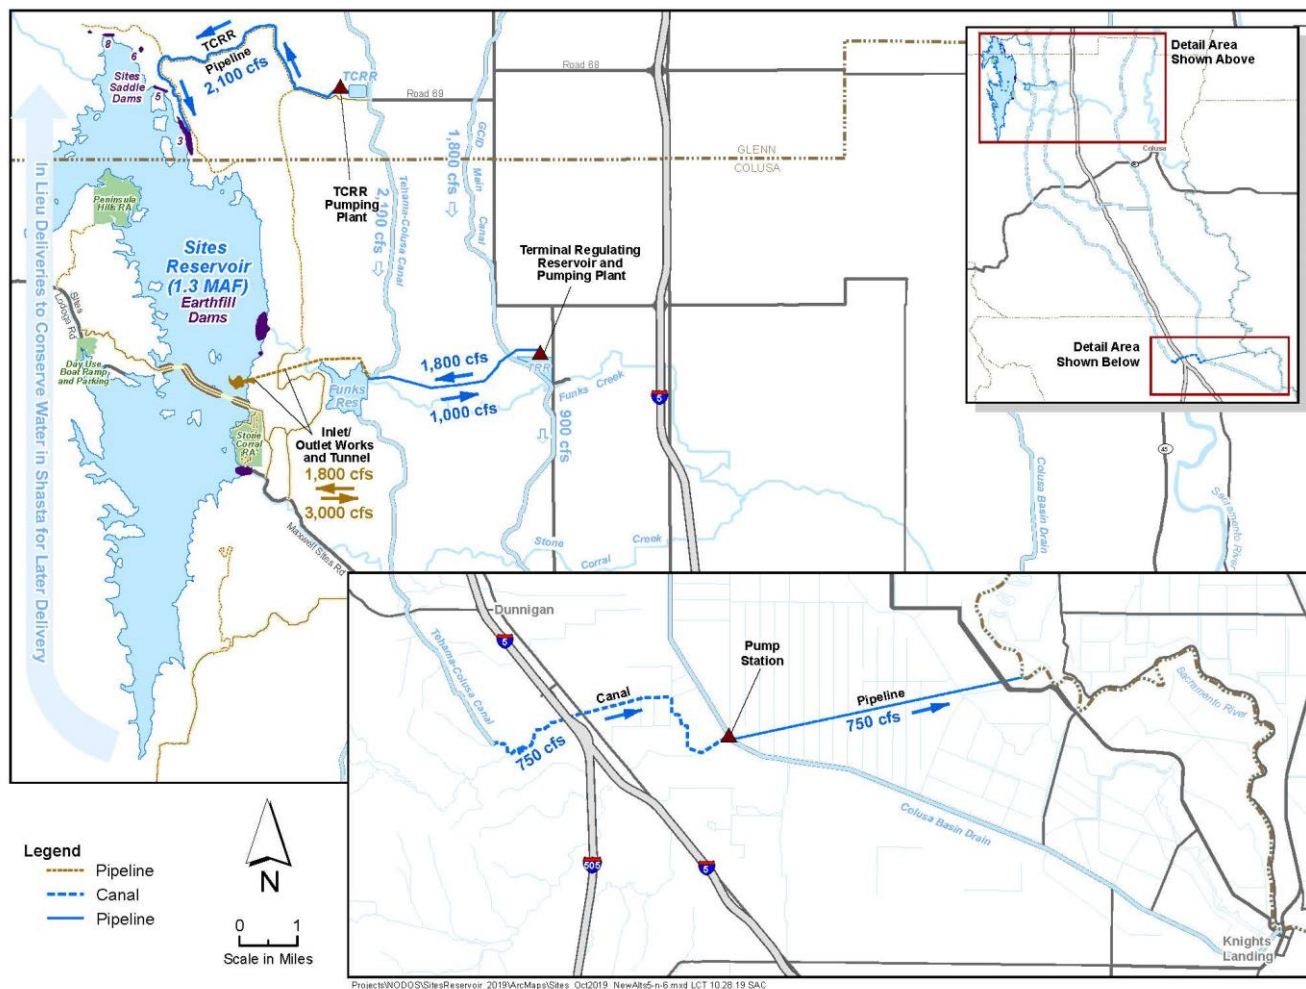 8
6
Sites
Saddle
Dams
5
3
TCRR
Pipeline
2,100 cfs
TCRR
Road 68
Road 69
GCID Main Canal
1,800 cfs
GLENN
COLUSA
TCRR
Pumping
Plant
Tehama-Colusa Canal
2,100 cfs
In Lieu Deliveries to Conserve Water in Shasta for Later Delivery
Peninsula
Hills RA
Sites
Reservoir
(1.3 MAF)
Earthfill
Dams
Sites
Lodoga Rd
Day Use
Boat Ramp
and Parking
Terminal Regulating
Reservoir and
Pumping Plant
1,800 cfs
1,000 cfs
TRR
Funks Creek
900 cfs
Funks
Res
Stone
Corral
RA
Inlet/
Outlet Works
and Tunnel
1,800 cfs
3,000 cfs
Maxwell Sites Rd
Stone
Corral
Creek
5
Colusa Basin Drain
45
Sacramento River
Detail Area
Shown Above
Colusa
Detail Area
Shown Below
Dunnigan
5
Tehama-Colusa Canal
Canal
750 cfs
Pump
Station
Pipeline
750 cfs
Sacramento River
Colusa Basin Drain
505
5
Knights
Landing
Legend
Pipeline
Canal
Pipeline
N
0 1
Scale in Miles
Projects\NODOS\SitesReservoir_2019\ArcMaps\Sites_Oct2019_NewAlts5-n-6.mxd LCT 10.28.19 SAC